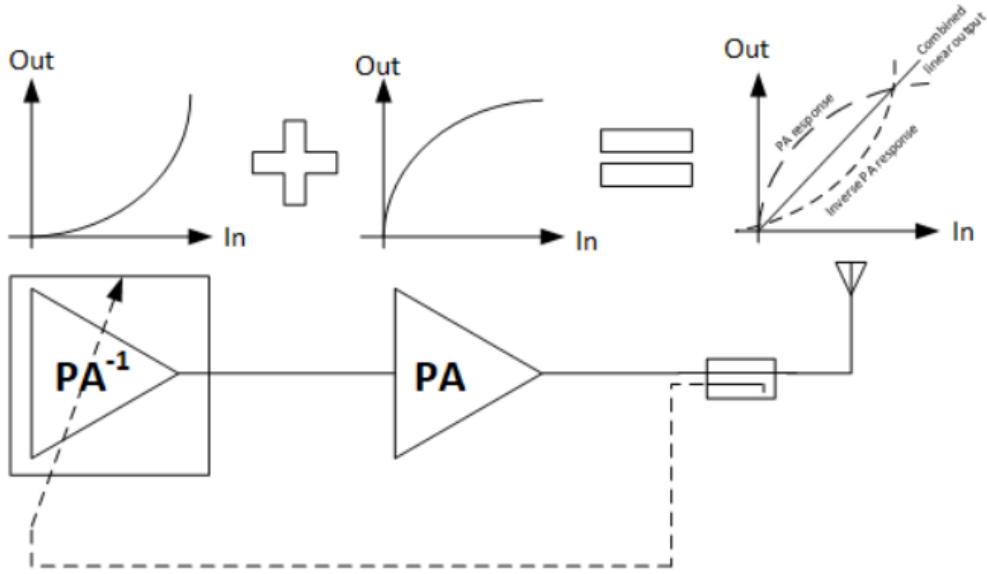 Out
In
Out
In
Out
In
PA response
Combined
linear output
Inverse PA response
PA-1
PA